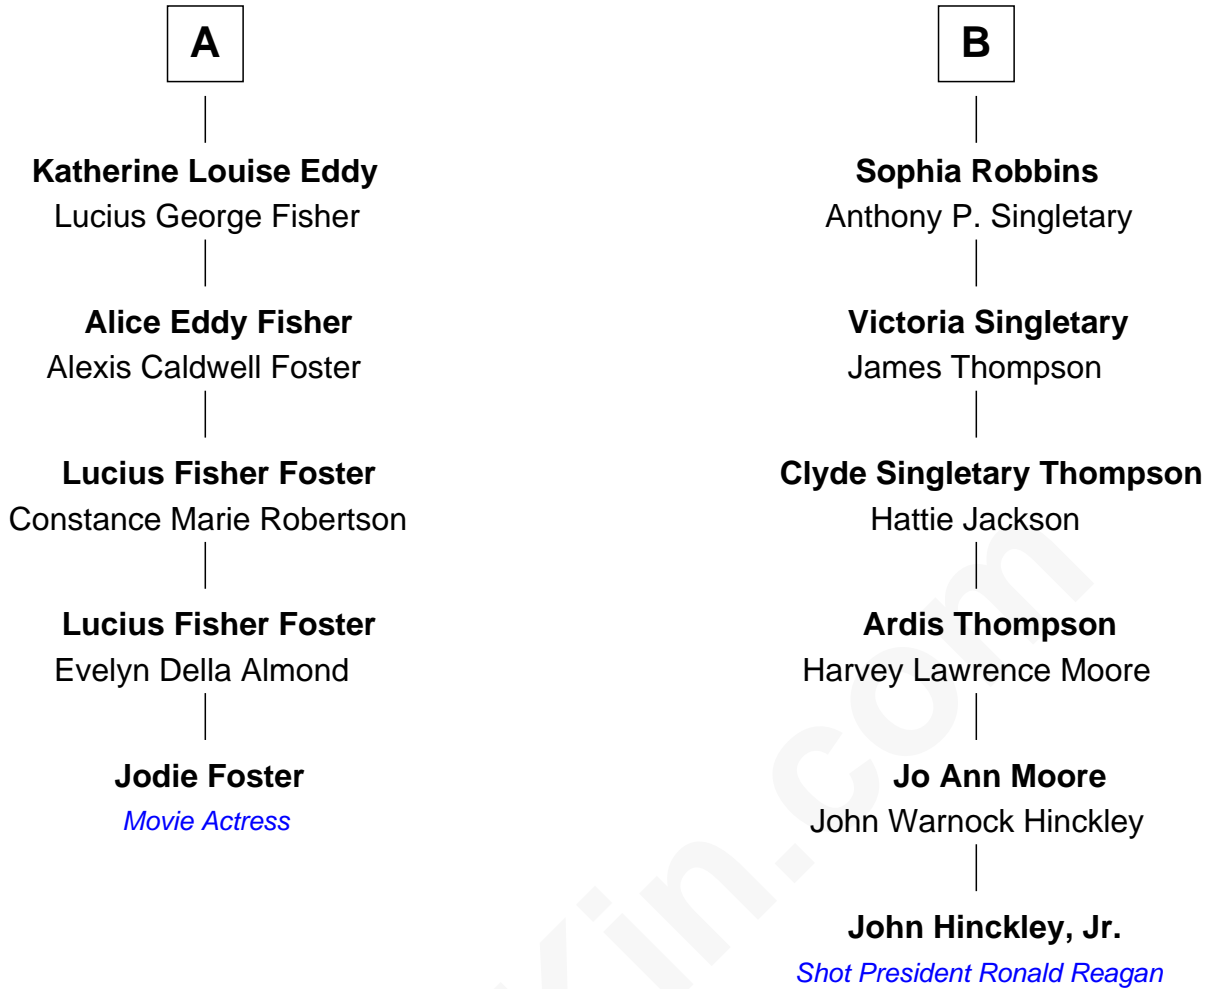 A
Katherine Louise Eddy
Lucius George Fisher
Alice Eddy Fisher
Alexis Caldwell Foster
Lucius Fisher Foster
Constance Marie Robertson
Lucius Fisher Foster
Evelyn Della Almond
Jodie Foster
Movie Actress
B
Sophia Robbins
Anthony P. Singletary
Victoria Singletary
James Thompson
Clyde Singletary Thompson
Hattie Jackson
Ardis Thompson
Harvey Lawrence Moore
Jo Ann Moore
John Warnock Hinckley
John Hinckley, Jr.
Shot President Ronald Reagan
Kin.com